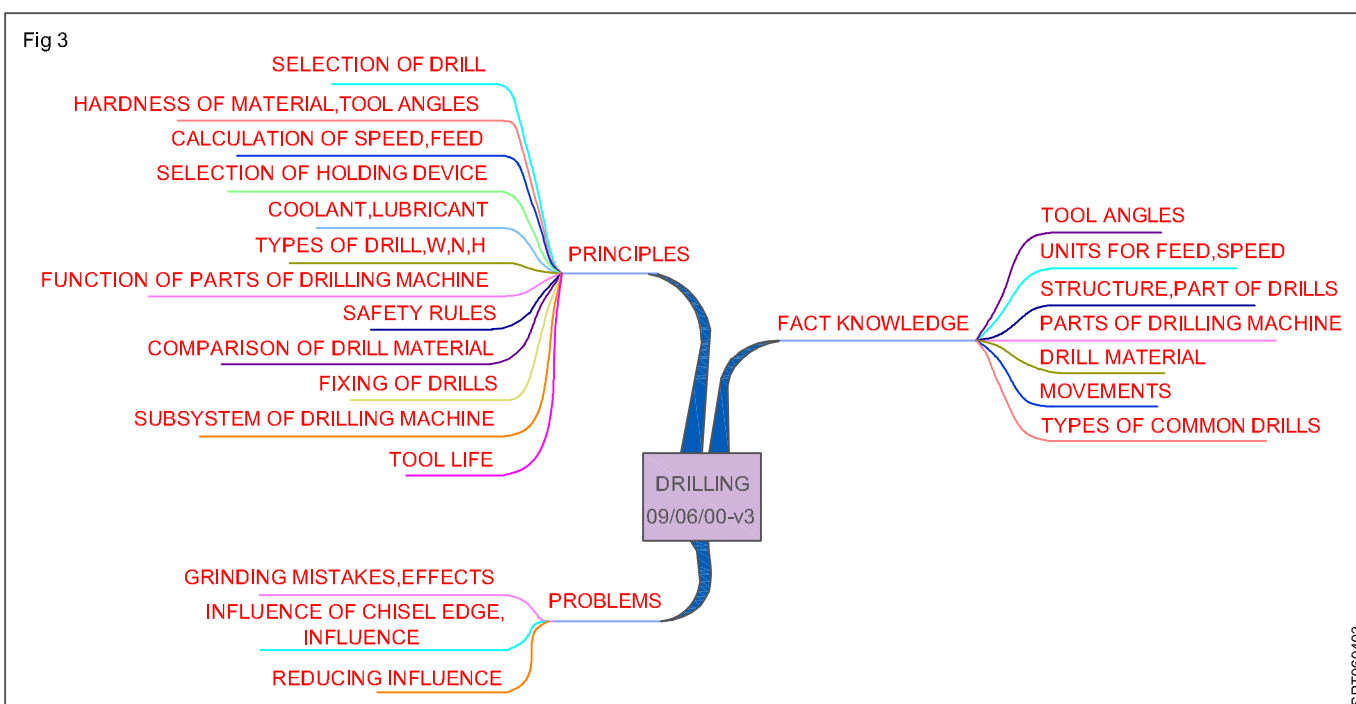 Fig 3
SELECTION OF DRILL
HARDNESS OF MATERIAL,TOOL ANGLES
CALCULATION OF SPEED,FEED
SELECTION OF HOLDING DEVICE
COOLANT,LUBRICANT
TYPES OF DRILL,W,N,H
FUNCTION OF PARTS OF DRILLING MACHINE
SAFETY RULES
COMPARISON OF DRILL MATERIAL
FIXING OF DRILLS
SUBSYSTEM OF DRILLING MACHINE
TOOL LIFE
PRINCIPLES
FACT KNOWLEDGE
TOOL ANGLES
UNITS FOR FEED,SPEED
STRUCTURE,PART OF DRILLS
PARTS OF DRILLING MACHINE
DRILL MATERIAL
MOVEMENTS
TYPES OF COMMON DRILLS
DRILLING
09/06/00-v3
GRINDING MISTAKES,EFFECTS
INFLUENCE OF CHISEL EDGE,
INFLUENCE
REDUCING INFLUENCE
PROBLEMS